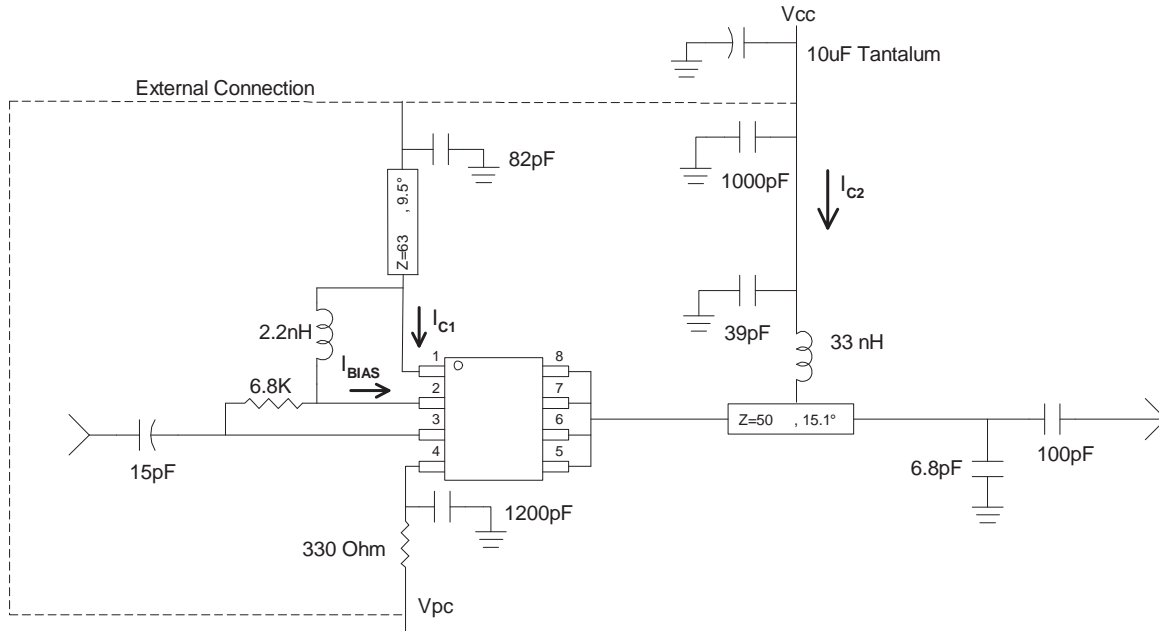 Vcc
10uF Tantalum
External Connection
82pF
1000pF
IC2
Z=63 , 9.5°
39pF
33 nH
2.2nH
IC1
IBIAS
6.8K
1
2
3
4
8
7
6
5
Z=50 , 15.1°
15pF
6.8pF
100pF
1200pF
330 Ohm
Vpc